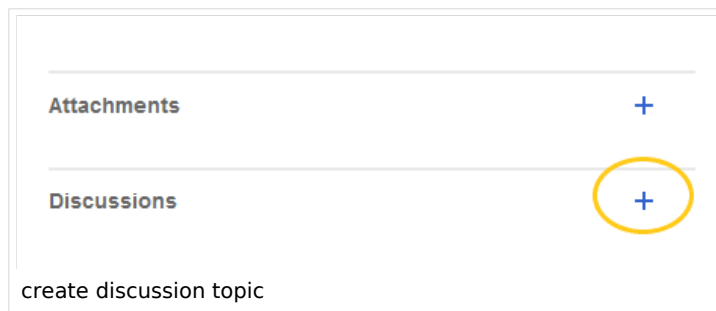 Attachments +
Discussions +
create discussion topic